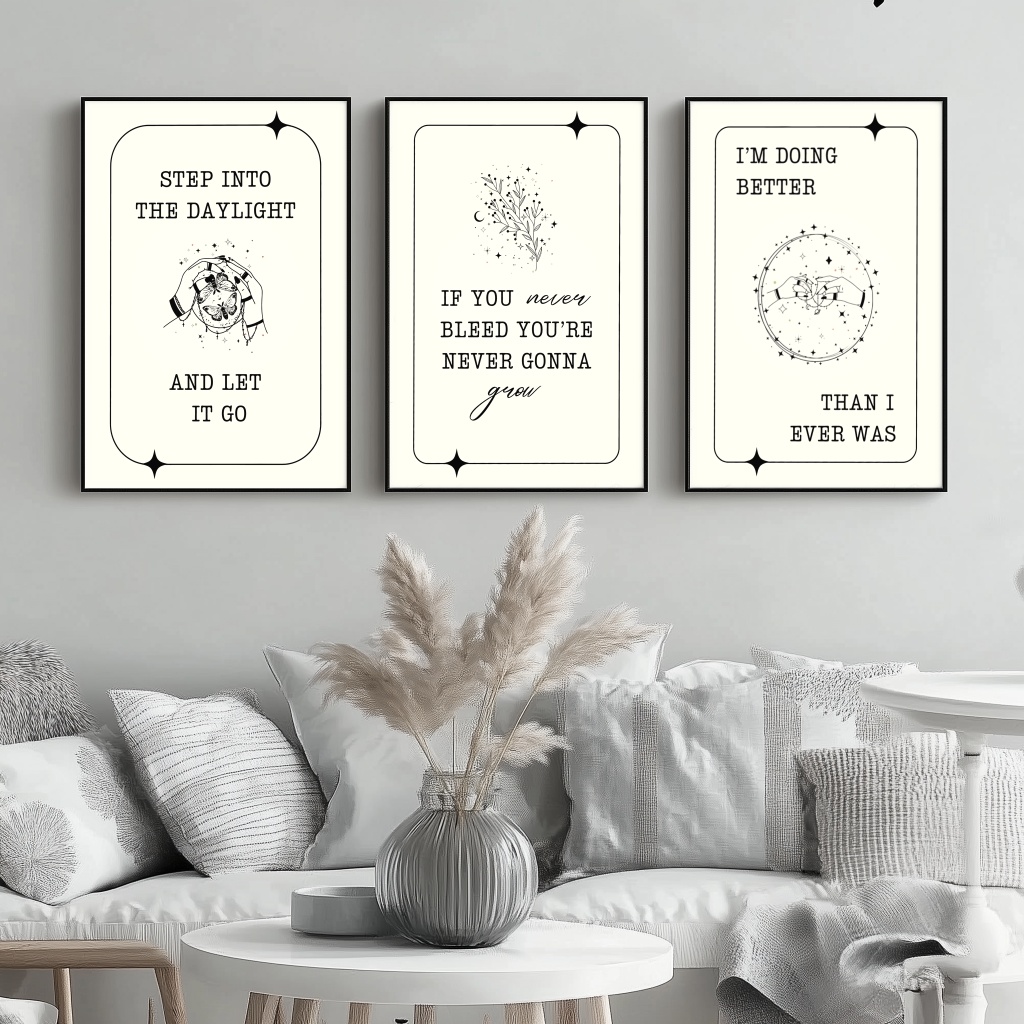 STEP INTO
THE DAYLIGHT
AND LET
IT GO
IF YOU never
BLEED YOU'RE
NEVER GONNA
grow
I'M DOING
BETTER
THAN I
EVER WAS